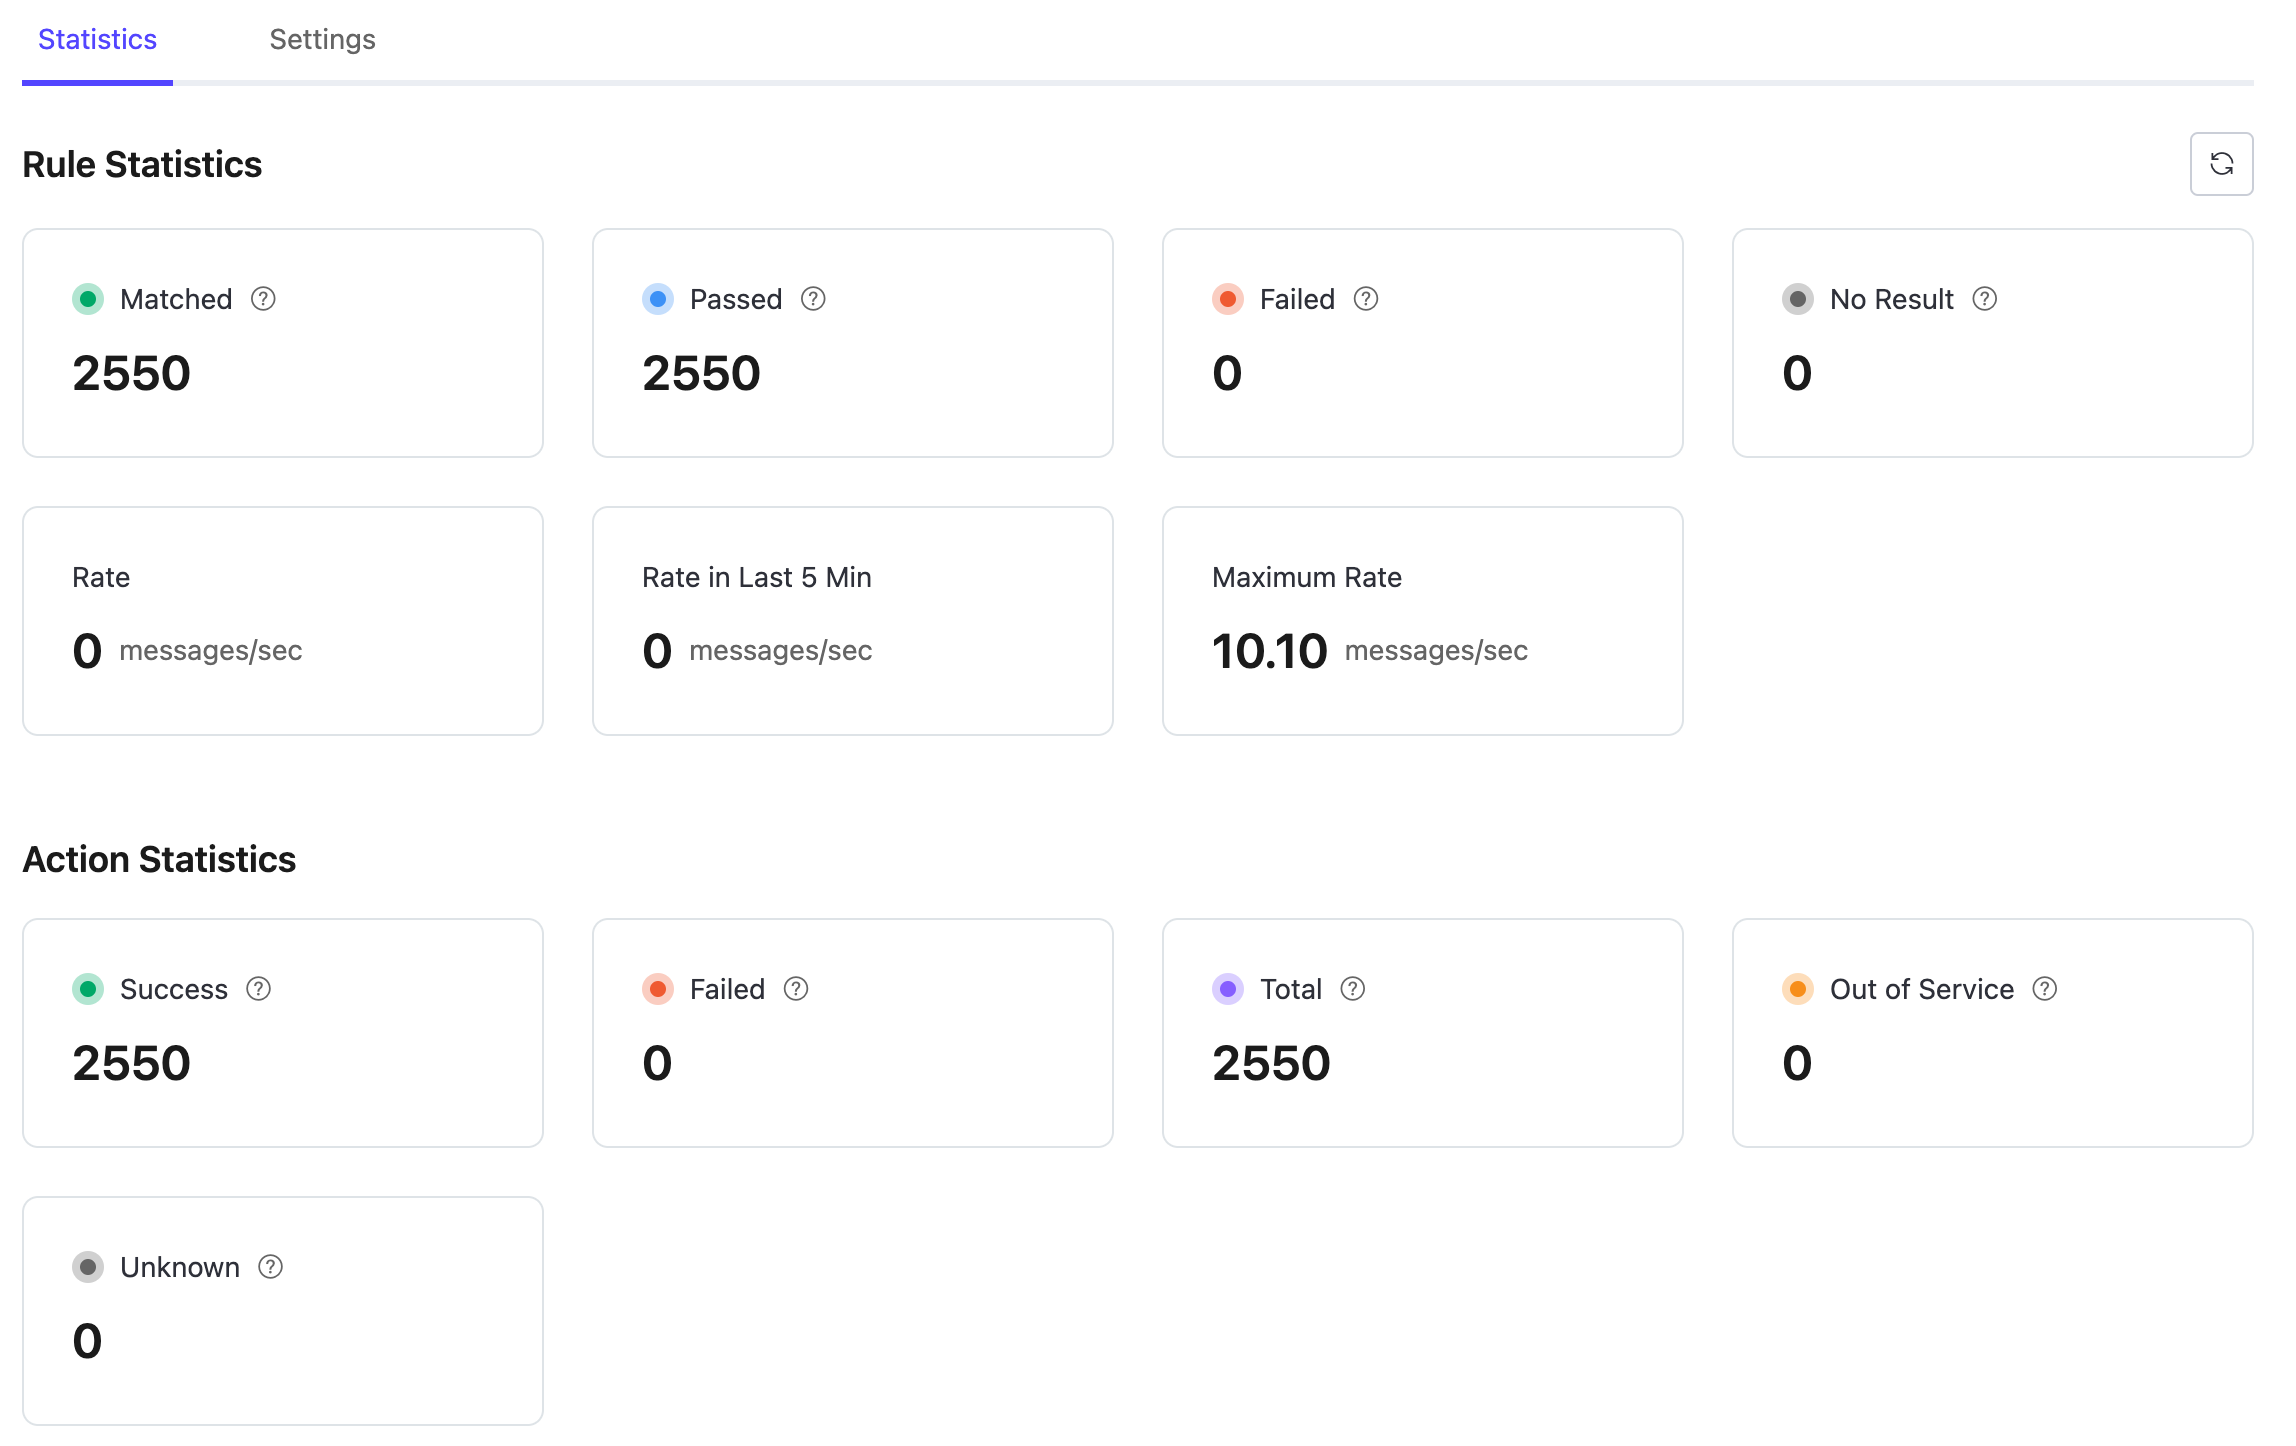 Statistics Settings
Rule Statistics
Matched Passed Failed No Result
2550 2550 0 0
Rate Rate in Last 5 Min Maximum Rate
0 messages/sec 0 messages/sec 10.10 messages/sec
Action Statistics
Success Failed Total Out of Service
2550 0 2550 0
Unknown
0